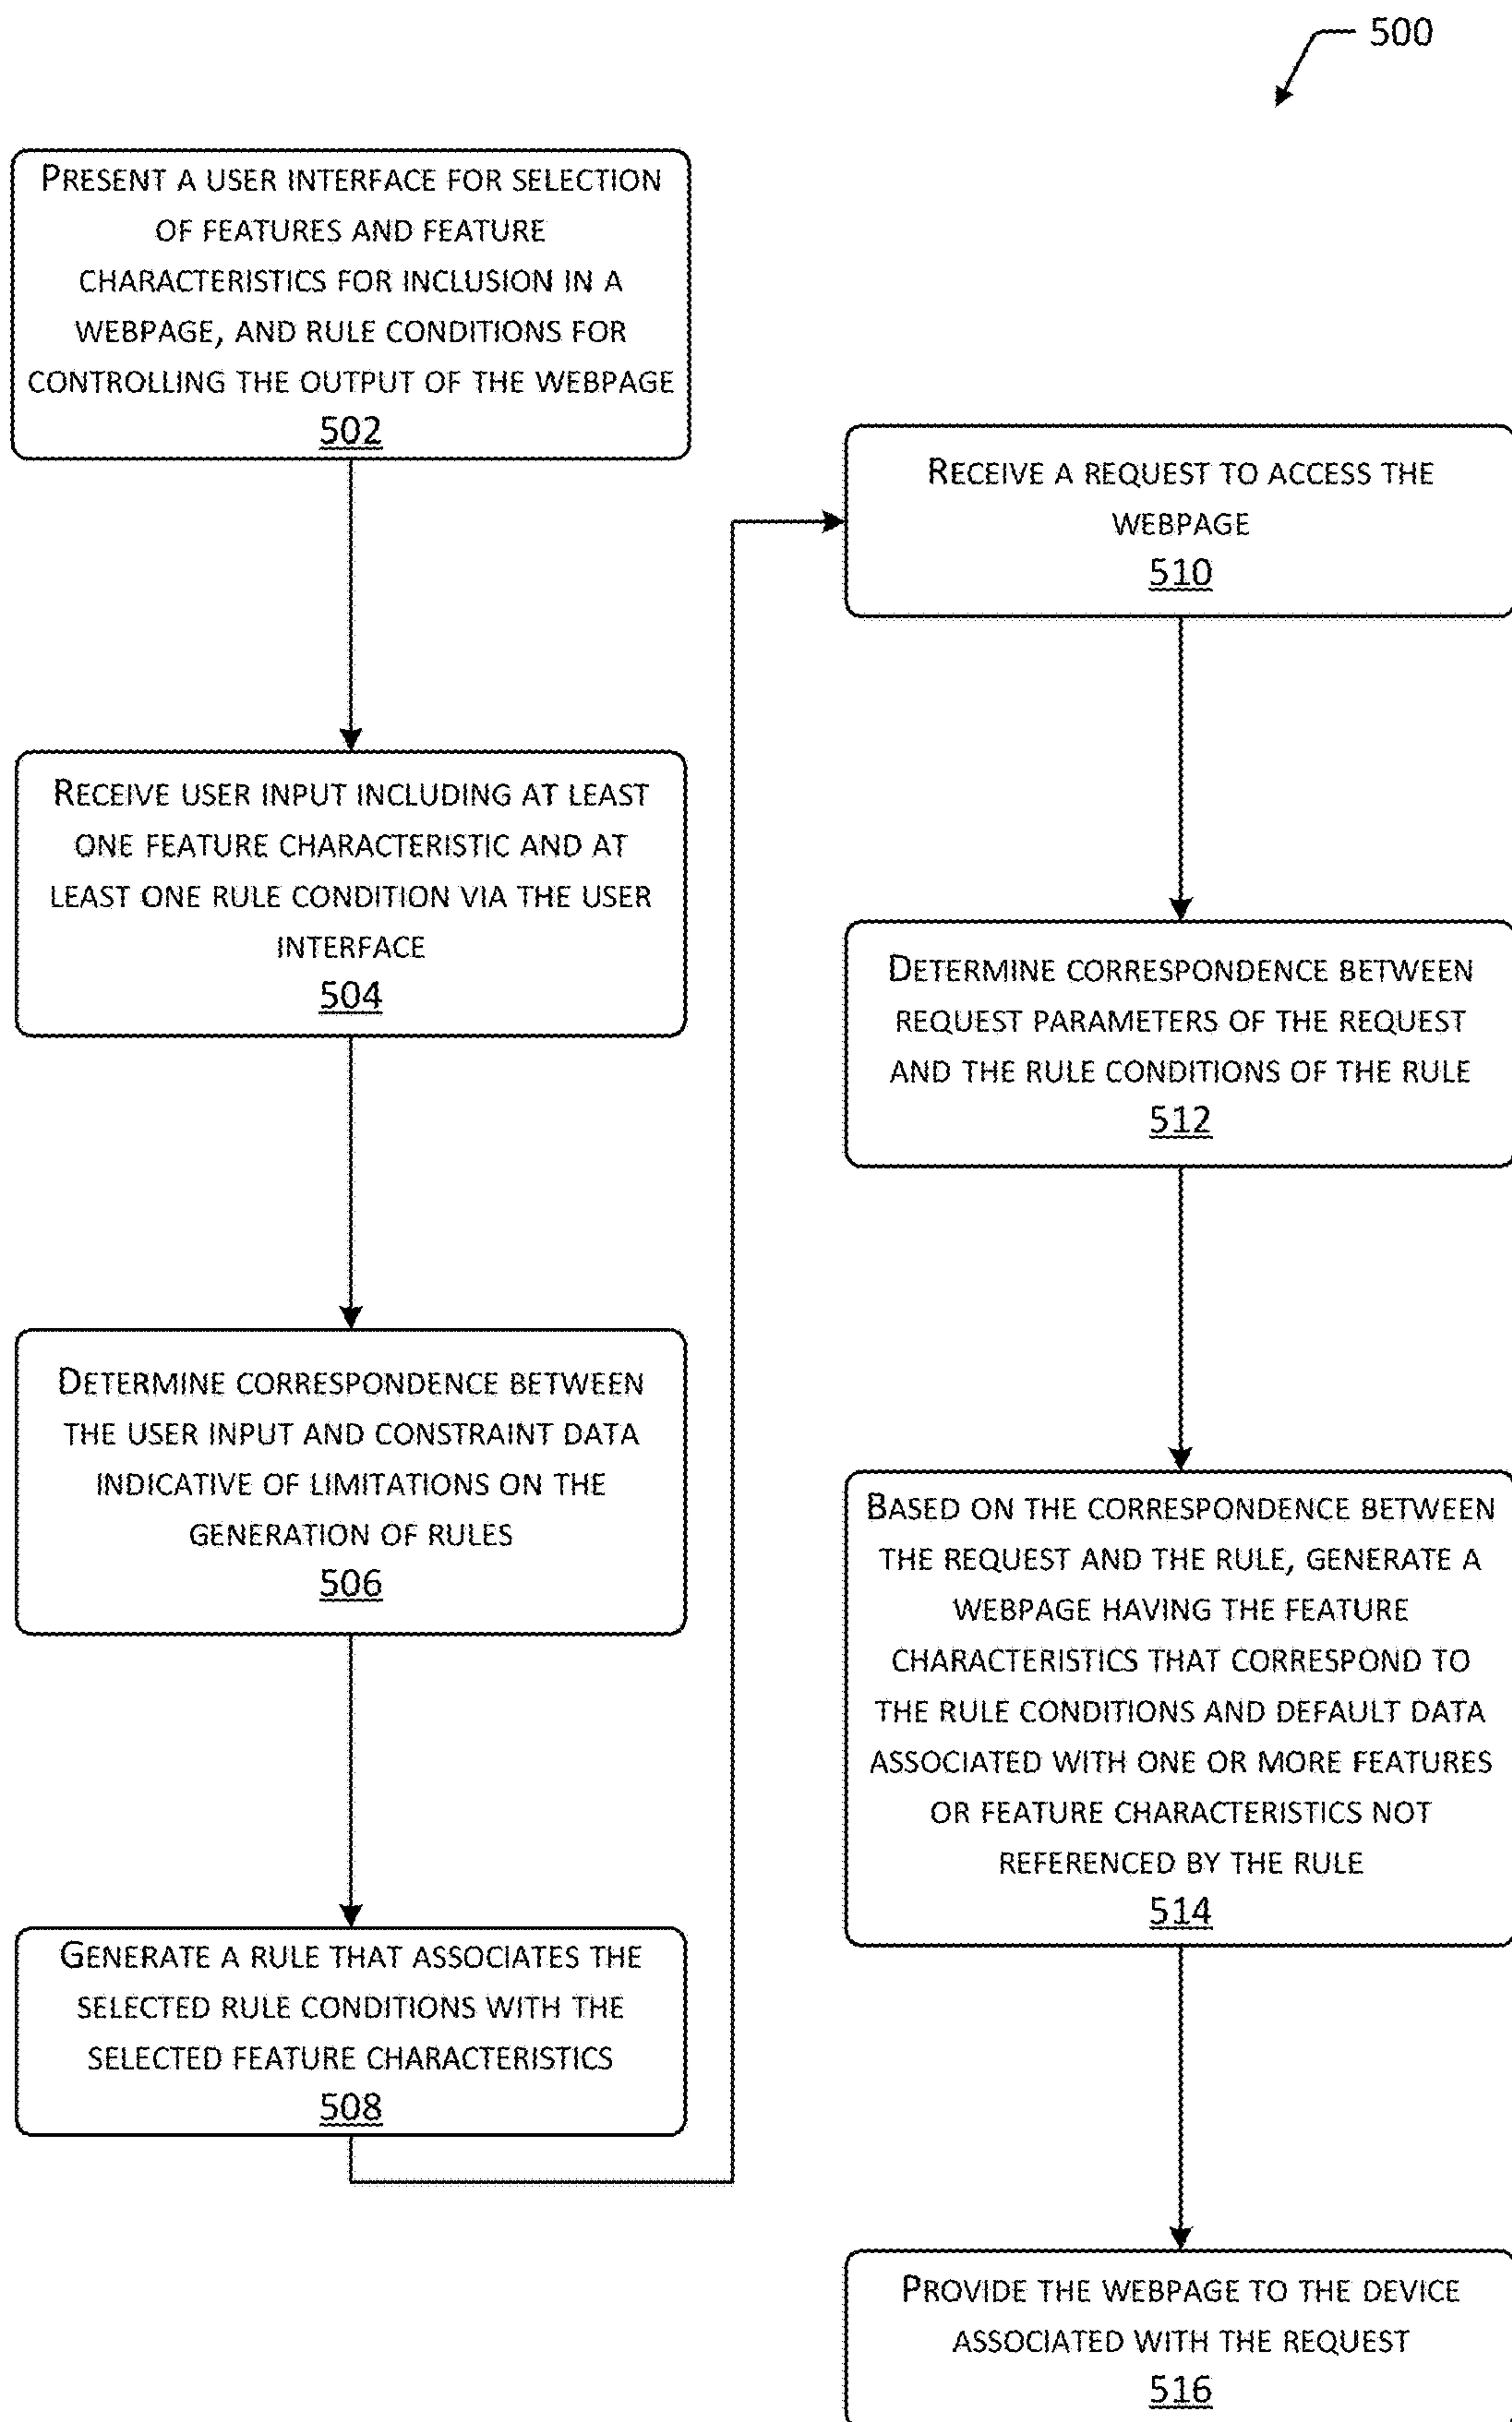 500
PRESENT A USER INTERFACE FOR SELECTION
OF FEATURES AND FEATURE
CHARACTERISTICS FOR INCLUSION IN A
WEBPAGE, AND RULE CONDITIONS FOR
CONTROLLING THE OUTPUT OF THE WEBPAGE
502
RECEIVE USER INPUT INCLUDING AT LEAST
ONE FEATURE CHARACTERISTIC AND AT
LEAST ONE RULE CONDITION VIA THE USER
INTERFACE
504
DETERMINE CORRESPONDENCE BETWEEN
THE USER INPUT AND CONSTRAINT DATA
INDICATIVE OF LIMITATIONS ON THE
GENERATION OF RULES
506
GENERATE A RULE THAT ASSOCIATES THE
SELECTED RULE CONDITIONS WITH THE
SELECTED FEATURE CHARACTERISTICS
508
RECEIVE A REQUEST TO ACCESS THE
WEBPAGE
510
DETERMINE CORRESPONDENCE BETWEEN
REQUEST PARAMETERS OF THE REQUEST
AND THE RULE CONDITIONS OF THE RULE
512
BASED ON THE CORRESPONDENCE BETWEEN
THE REQUEST AND THE RULE, GENERATE A
WEBPAGE HAVING THE FEATURE
CHARACTERISTICS THAT CORRESPOND TO
THE RULE CONDITIONS AND DEFAULT DATA
ASSOCIATED WITH ONE OR MORE FEATURES
OR FEATURE CHARACTERISTICS NOT
REFERENCED BY THE RULE
514
PROVIDE THE WEBPAGE TO THE DEVICE
ASSOCIATED WITH THE REQUEST
516